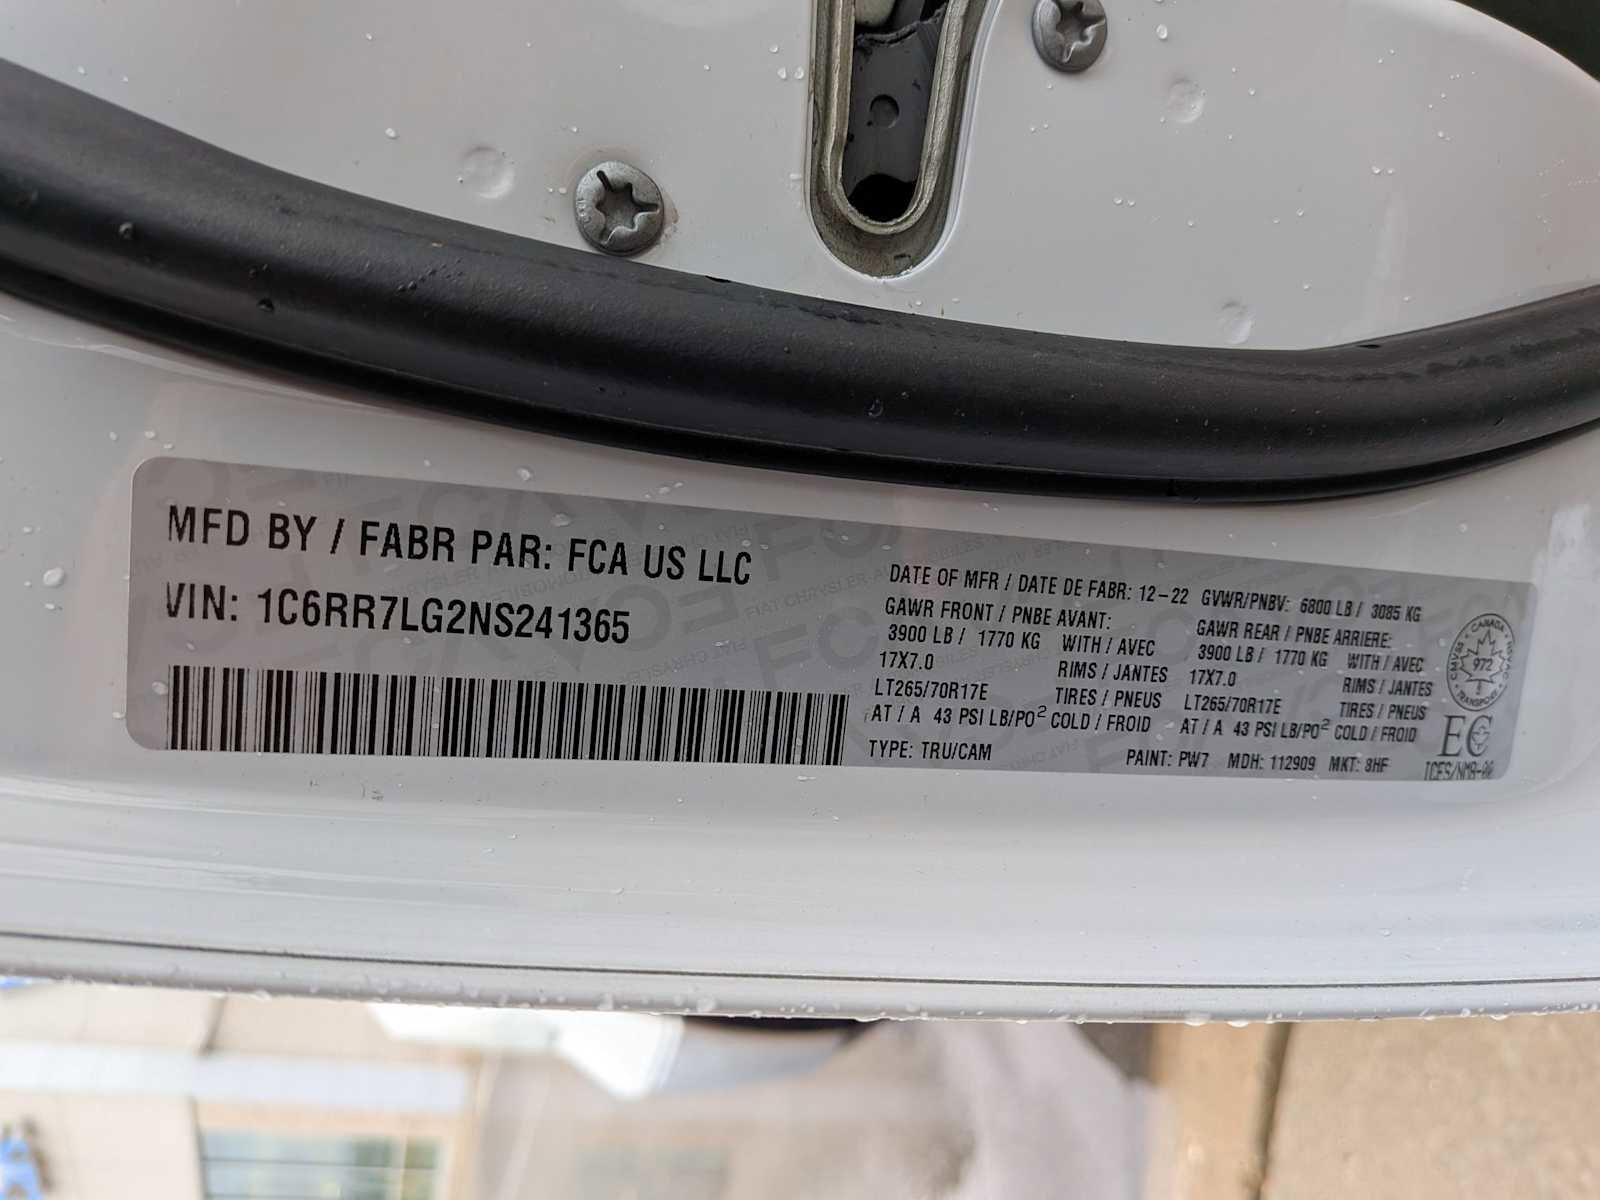 MFD BY / FABR PAR: FCA US LLC
VIN: 1C6RR7LG2NS241365
DATE OF MFR / DATE DE FABR: 12-22 GVWR/PNBV: 6800 LB / 3085 KG
GAWR FRONT / PNBE AVANT: GAWR REAR / PNBE ARRIERE:
3900 LB / 1770 KG WITH / AVEC 3900 LB / 1770 KG WITH / AVEC
17X7.0 RIMS / JANTES 17X7.0 RIMS / JANTES
LT265/70R17E TIRES / PNEUS LT265/70R17E TIRES / PNEUS
AT / A 43 PSI LB/PO² COLD / FROID AT / A 43 PSI LB/PO² COLD / FROID
TYPE: TRU/CAM PAINT: PW7 MDH: 112909 MKT: 8HF
CANADA
972
TRANSPORT
EC